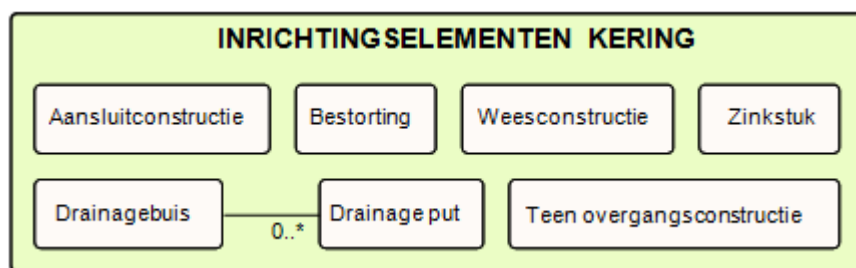 INRICHTINGSELEMENTEN KERING
Aansluitconstructie
Bestorting
Weesconstructie
Zinkstuk
Drainagebuis
0..*
Drainage put
Teen overgangsconstructie